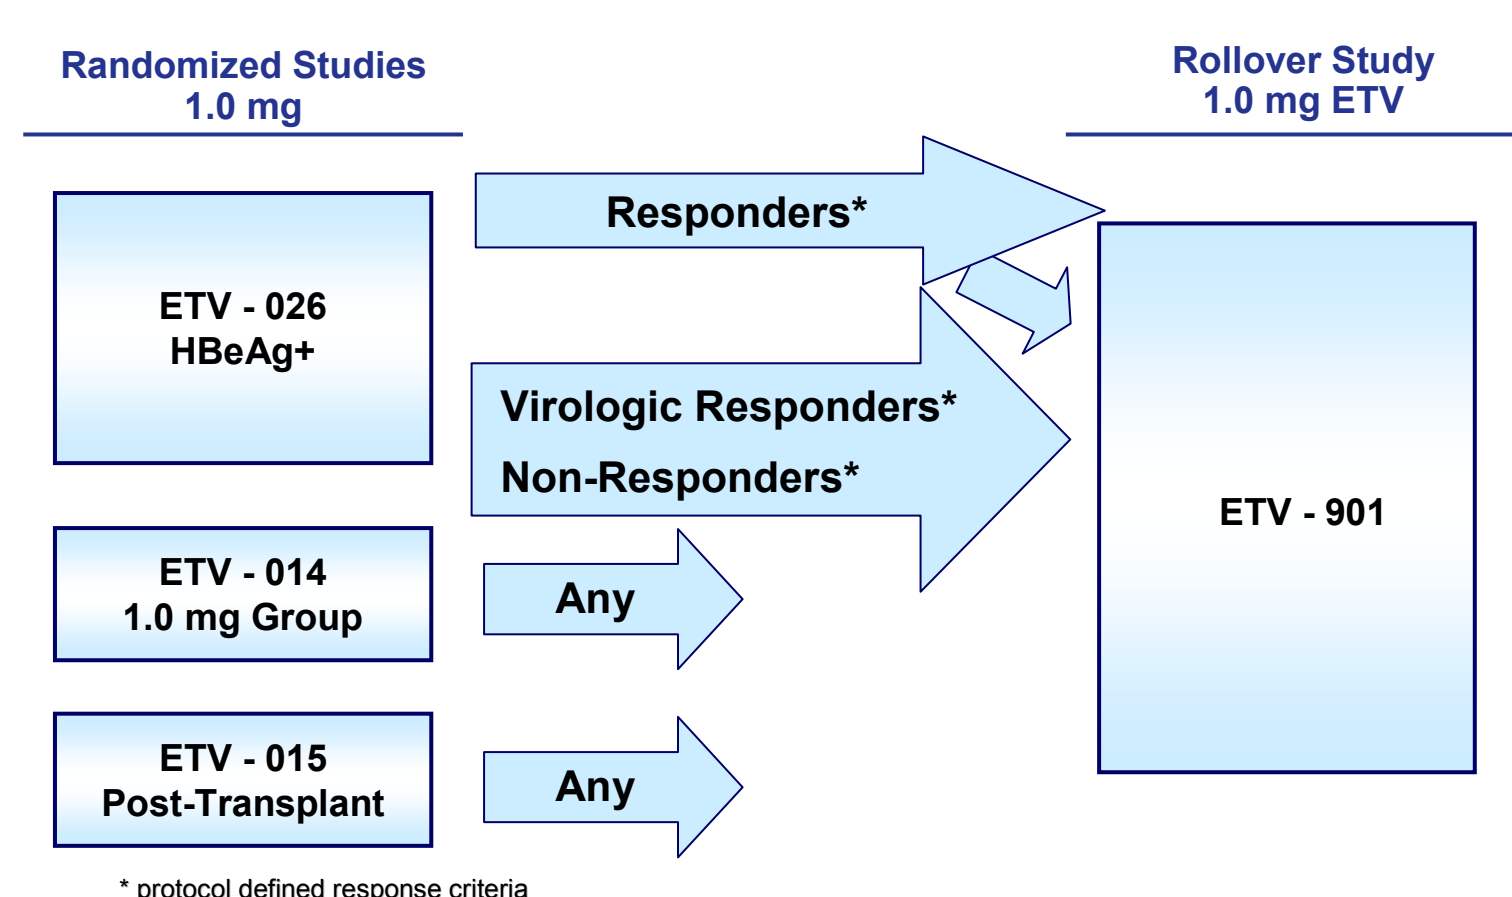 Randomized Studies
1.0 mg
Rollover Study
1.0 mg ETV
ETV - 026
HBeAg+
Responders*
Virologic Responders*
Non-Responders*
ETV - 014
1.0 mg Group
Any
ETV - 015
Post-Transplant
Any
ETV - 901
* protocol defined response criteria